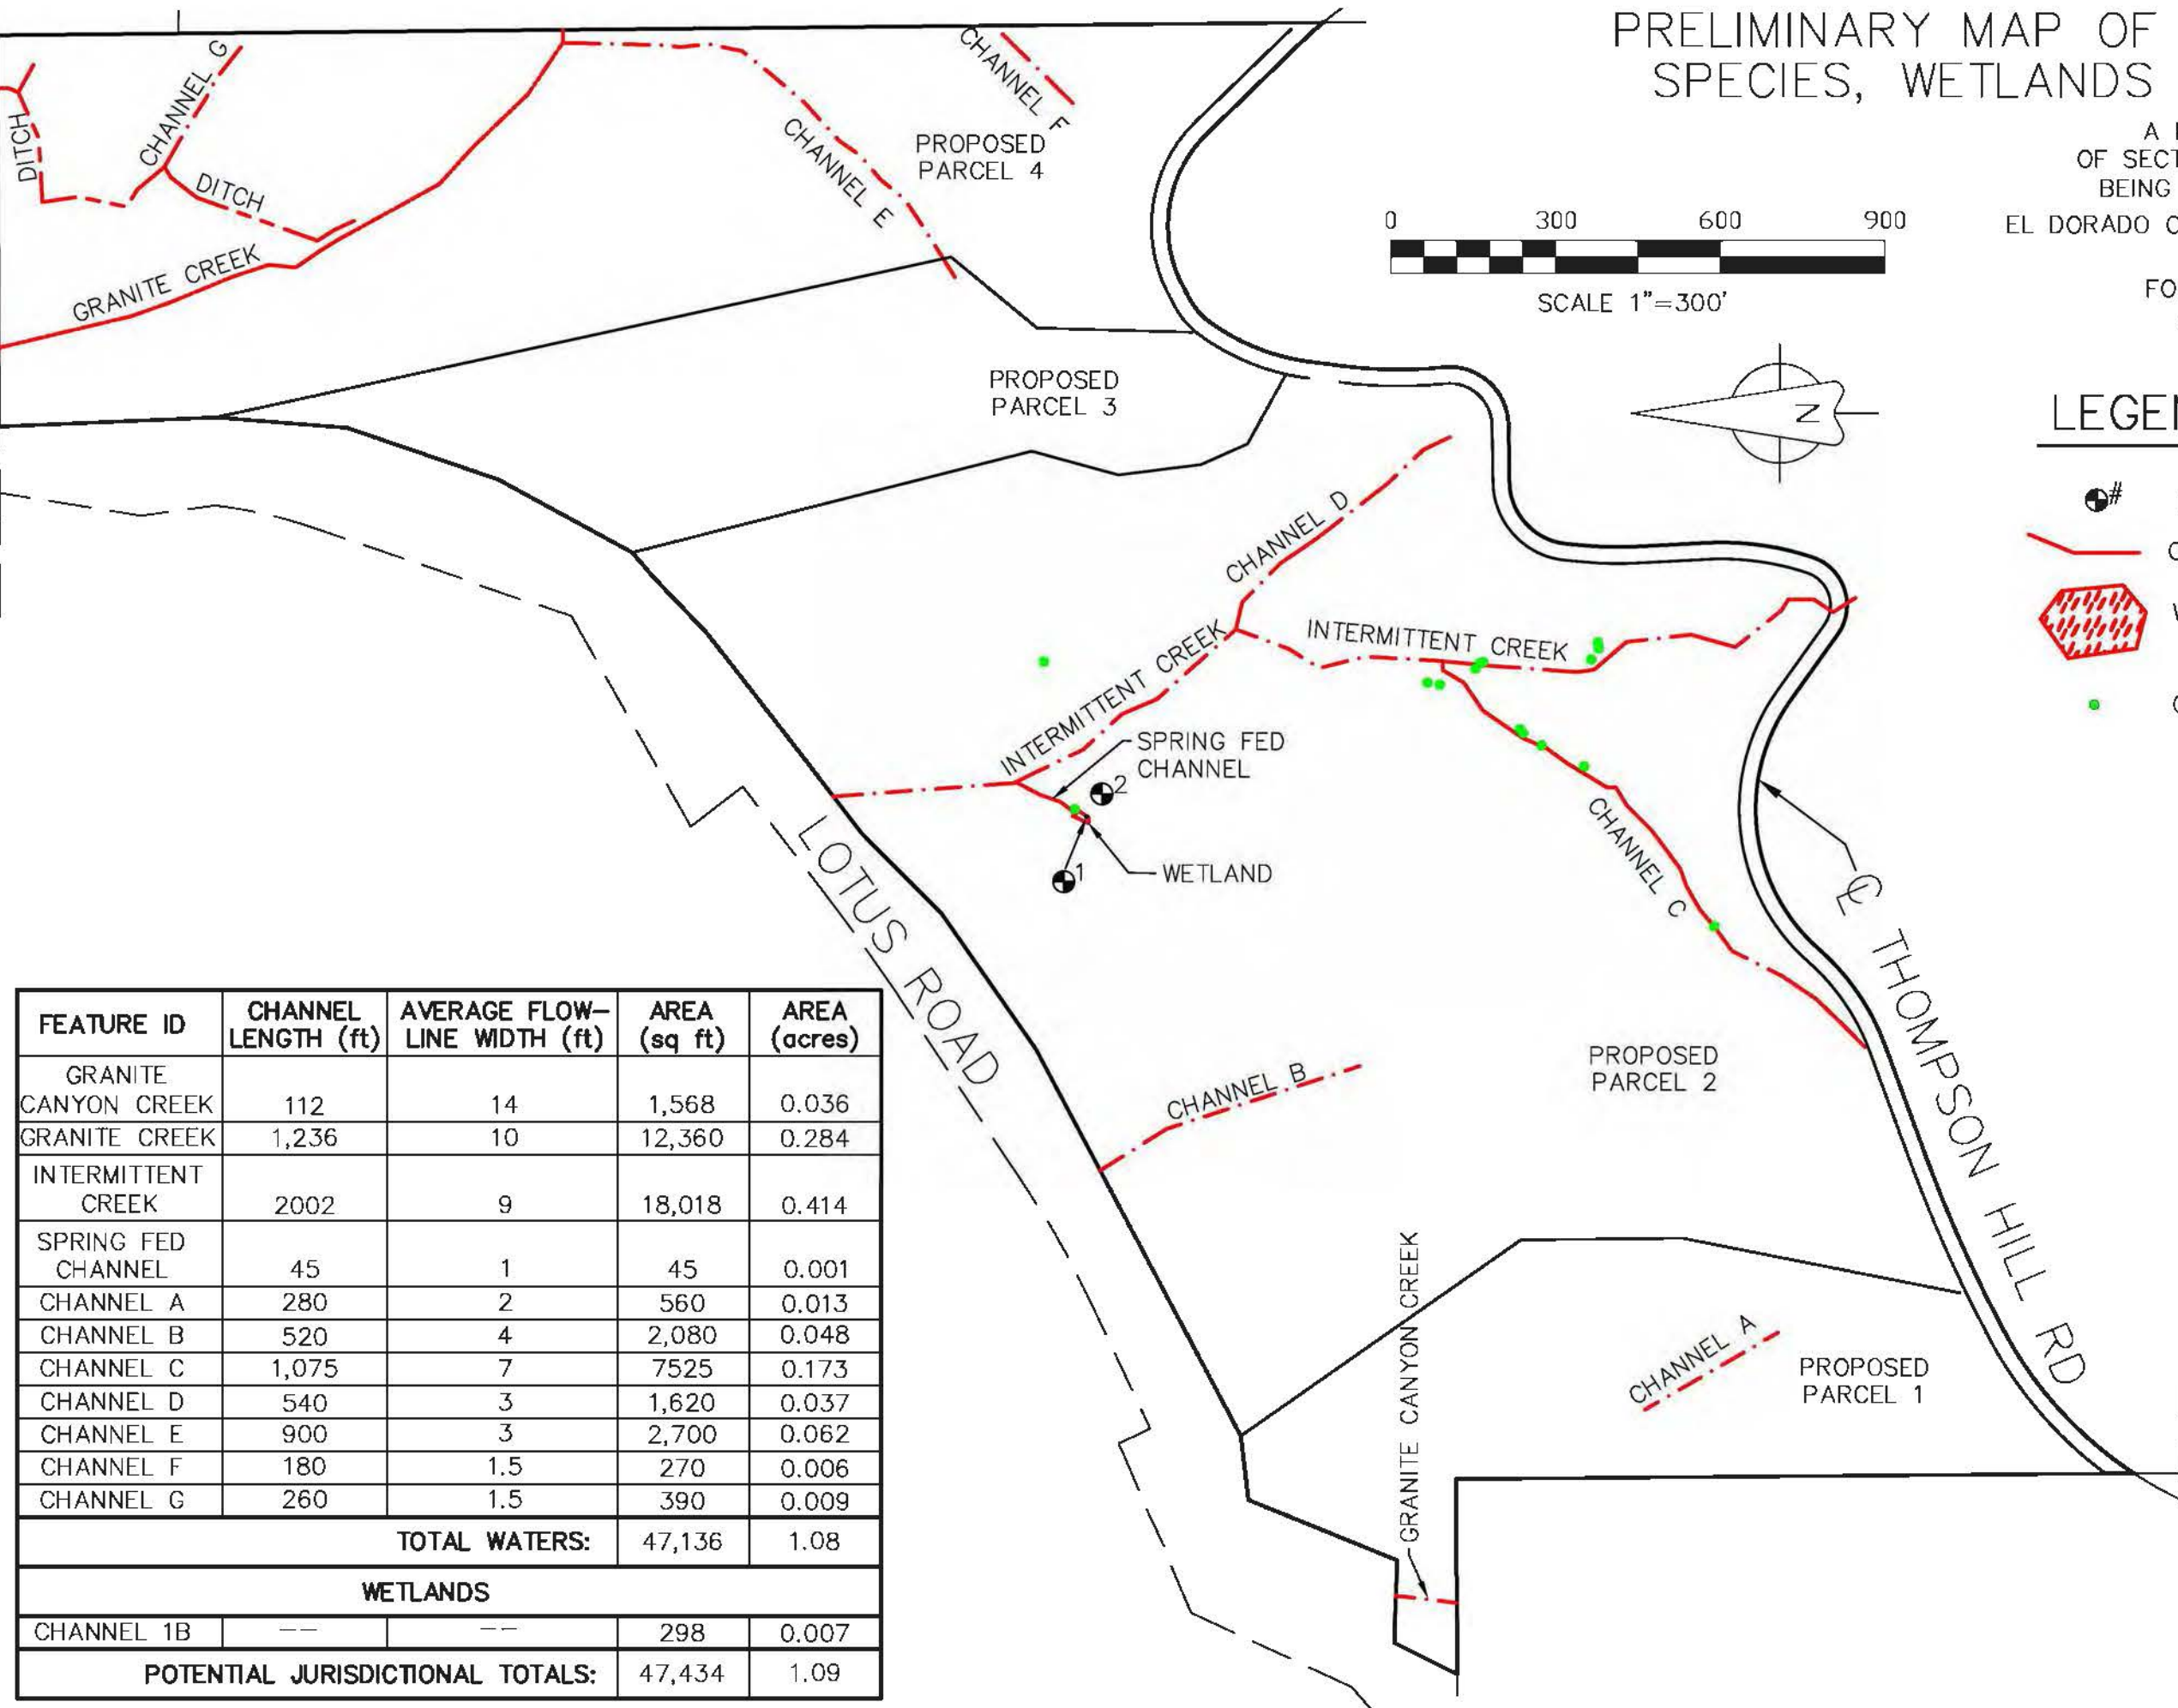 PRELIMINARY MAP OF
SPECIES, WETLANDS
OF SECT
BEING
EL DORADO
0 300 600 900
SCALE 1"=300'
N
LEGEN
#
DITCH
CHANNEL G
DITCH
GRANITE CREEK
CHANNEL E
CHANNEL F
PROPOSED
PARCEL 4
PROPOSED
PARCEL 3
CHANNEL D
INTERMITTENT CREEK
INTERMITTENT CREEK
SPRING FED
CHANNEL
2
1
WETLAND
CHANNEL C
LOTUS ROAD
℄ THOMPSON HILL RD
CHANNEL B
PROPOSED
PARCEL 2
GRANITE CANYON CREEK
CHANNEL A
PROPOSED
PARCEL 1
FEATURE ID CHANNEL LENGTH (ft) AVERAGE FLOW-LINE WIDTH (ft) AREA (sq ft) AREA (acres)
GRANITE
CANYON CREEK 112 14 1,568 0.036
GRANITE CREEK 1,236 10 12,360 0.284
INTERMITTENT
CREEK 2002 9 18,018 0.414
SPRING FED
CHANNEL 45 1 45 0.001
CHANNEL A 280 2 560 0.013
CHANNEL B 520 4 2,080 0.048
CHANNEL C 1,075 7 7525 0.173
CHANNEL D 540 3 1,620 0.037
CHANNEL E 900 3 2,700 0.062
CHANNEL F 180 1.5 270 0.006
CHANNEL G 260 1.5 390 0.009
TOTAL WATERS: 47,136 1.08
WETLANDS
CHANNEL 1B -- -- 298 0.007
POTENTIAL JURISDICTIONAL TOTALS: 47,434 1.09